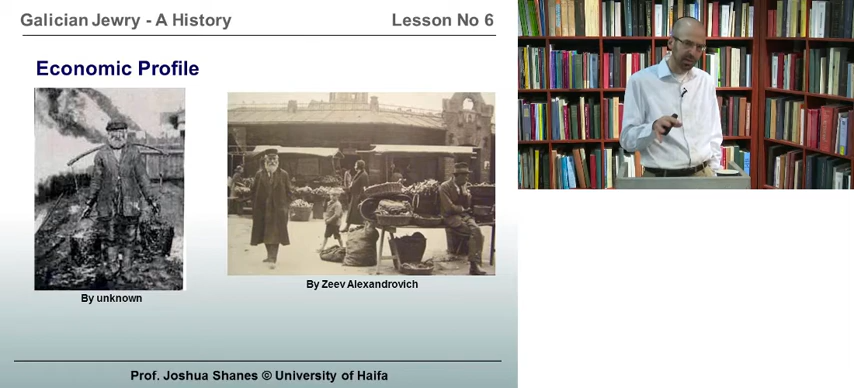 Galician Jewry - A History
Lesson No 6
Economic Profile
By unknown
By Zeev Alexandrovich
Prof. Joshua Shanes © University of Haifa